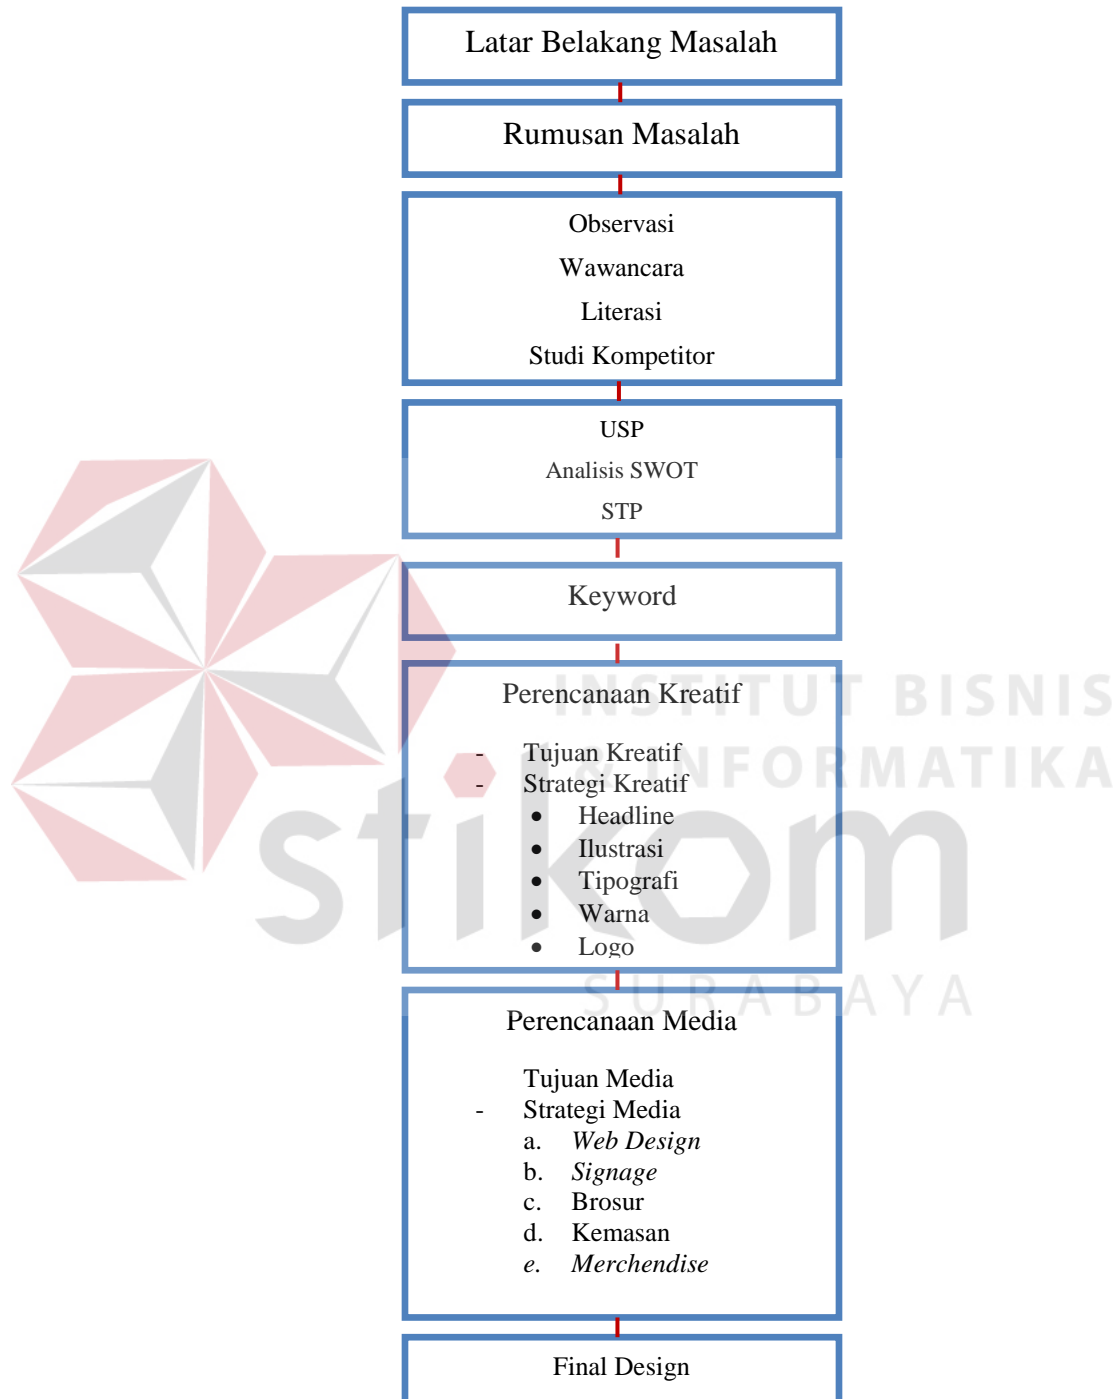 Latar Belakang Masalah
Rumusan Masalah
Observasi
Wawancara
Literasi
Studi Kompetitor
USP
Analisis SWOT
STP
Keyword
Perencanaan Kreatif
- Tujuan Kreatif
- Strategi Kreatif
• Headline
• Ilustrasi
• Tipografi
• Warna
• Logo
Perencanaan Media
Tujuan Media
- Strategi Media
a. Web Design
b. Signage
c. Brosur
d. Kemasan
e. Merchendise
Final Design
INSTITUT BISNIS
& INFORMATIKA
stikom
SURABAYA